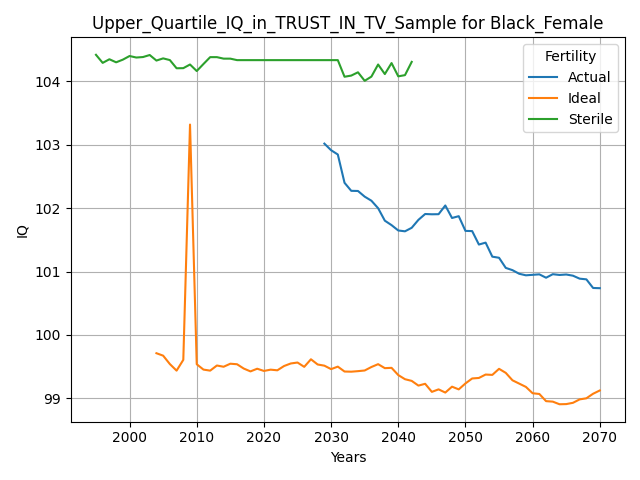 Upper_Quartile_IQ_in_TRUST_IN_TV_Sample for Black_Female
Fertility
Actual
Ideal
Sterile
IQ
104
103
102
101
100
99
2000
2010
2020
2030
2040
2050
2060
2070
Years